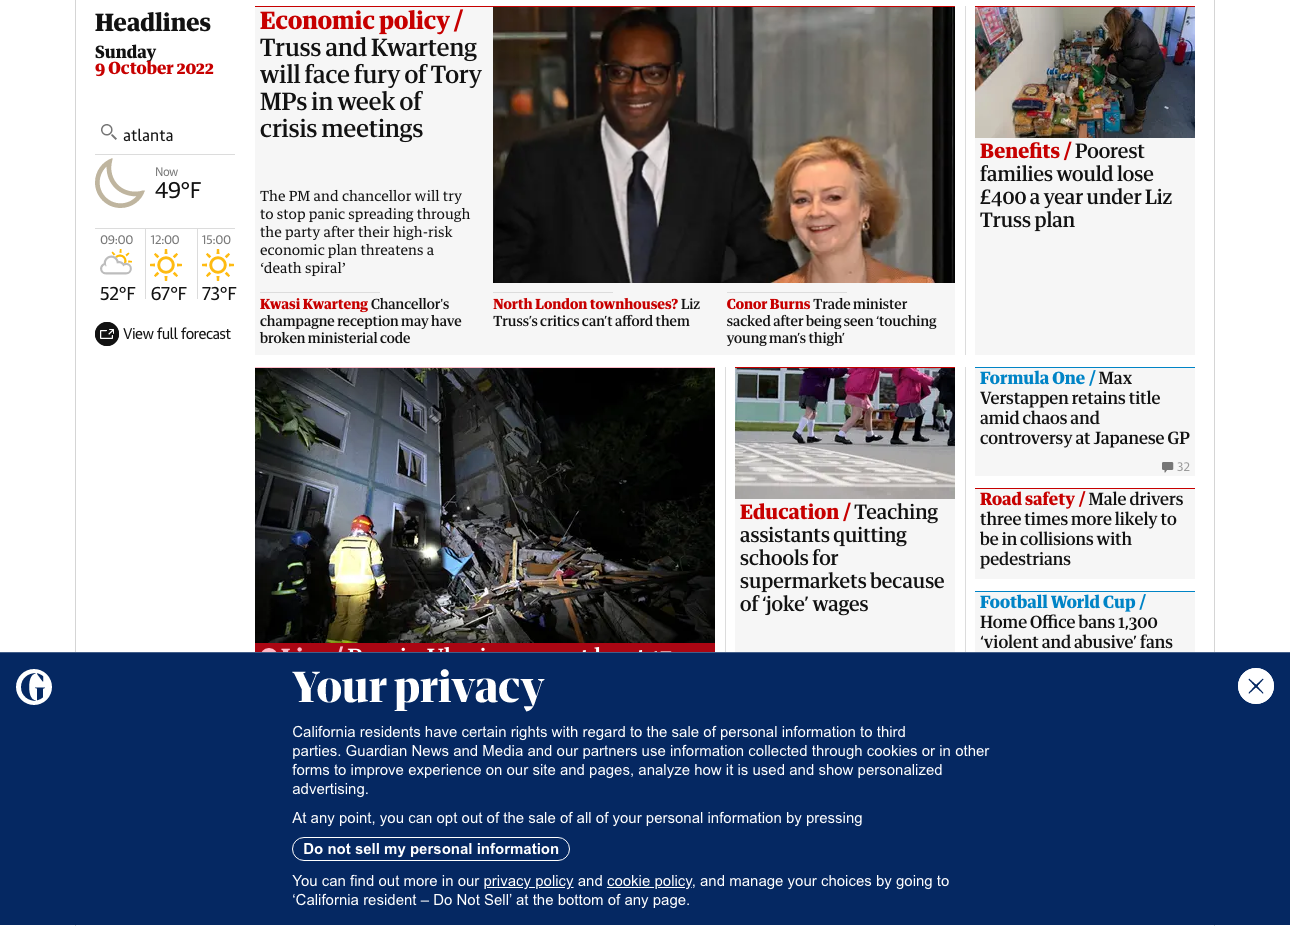 Headlines
Sunday
9 October 2022
atlanta
Now
49°F
09:00
12:00
15:00
52°F
67°F
73°F
View full forecast
Economic policy /
Truss and Kwarteng
will face fury of Tory
MPs in week of
crisis meetings
The PM and chancellor will try
to stop panic spreading through
the party after their high-risk
economic plan threatens a
‘death spiral’
Kwasi Kwarteng Chancellor's
champagne reception may have
broken ministerial code
North London townhouses? Liz
Truss’s critics can’t afford them
Conor Burns Trade minister
sacked after being seen ‘touching
young man’s thigh’
Benefits / Poorest
families would lose
£400 a year under Liz
Truss plan
Education / Teaching
assistants quitting
schools for
supermarkets because
of ‘joke’ wages
Formula One / Max
Verstappen retains title
amid chaos and
controversy at Japanese GP
32
Road safety / Male drivers
three times more likely to
be in collisions with
pedestrians
Football World Cup /
Home Office bans 1,300
‘violent and abusive’ fans
G
Your privacy
California residents have certain rights with regard to the sale of personal information to third
parties. Guardian News and Media and our partners use information collected through cookies or in other
forms to improve experience on our site and pages, analyze how it is used and show personalized
advertising.
At any point, you can opt out of the sale of all of your personal information by pressing
Do not sell my personal information
You can find out more in our privacy policy and cookie policy, and manage your choices by going to
‘California resident – Do Not Sell’ at the bottom of any page.